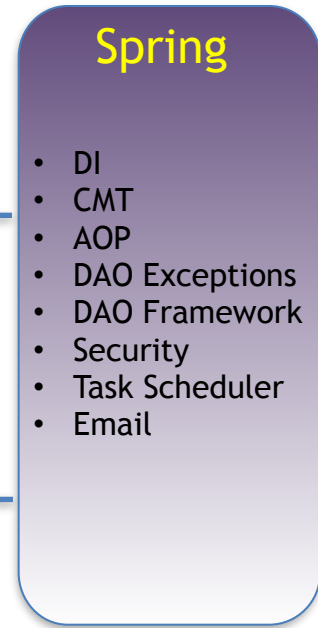 Spring
• DI
• CMT
• AOP
• DAO Exceptions
• DAO Framework
• Security
• Task Scheduler
• Email